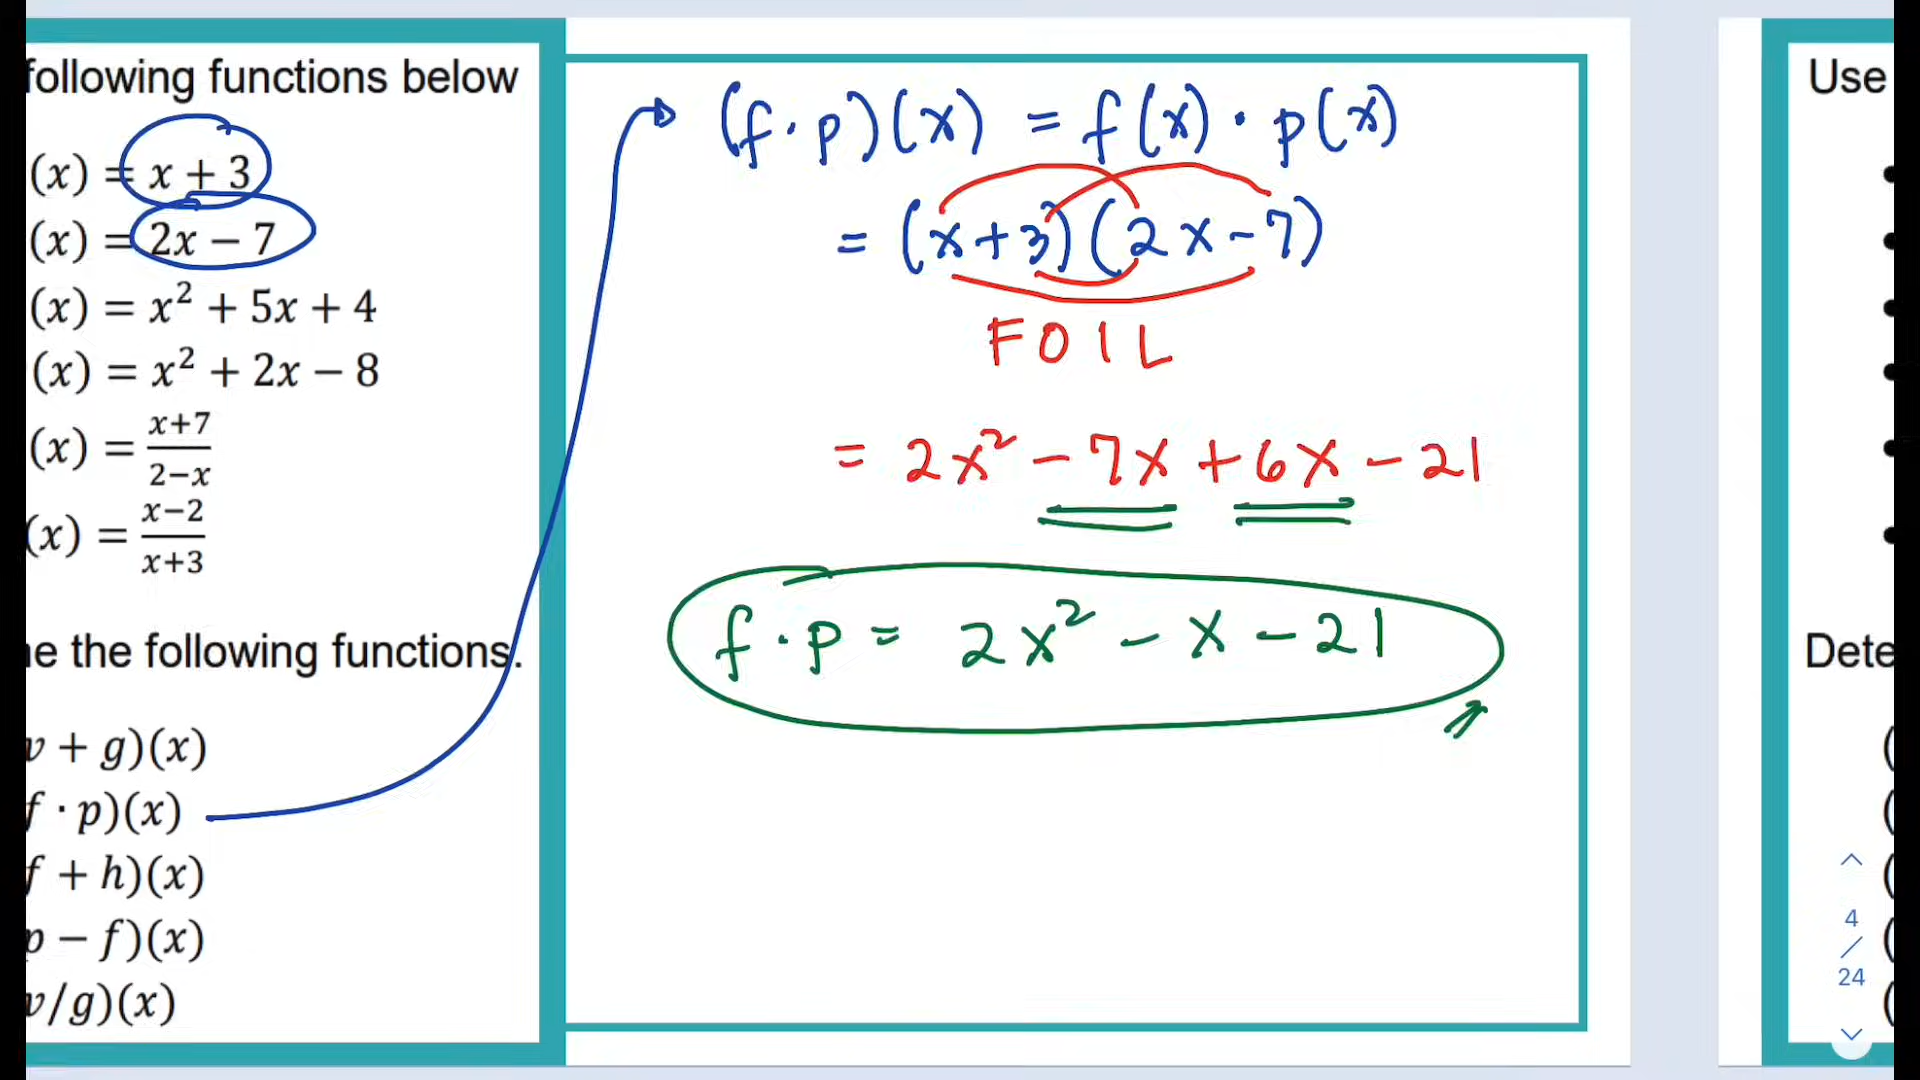 following functions below
(x) = x + 3
(x) = 2x − 7
(x) = x² + 5x + 4
(x) = x² + 2x − 8
(x) = x+7/2−x
(x) = x−2/x+3
the following functions.
v + g)(x)
f · p)(x)
f + h)(x)
p − f)(x)
v/g)(x)
(f · p)(x) = f(x) · p(x)
= (x+3)(2x−7)
FOIL
= 2x² − 7x + 6x − 21
f · p = 2x² − x − 21
Use
Dete
4
/
24